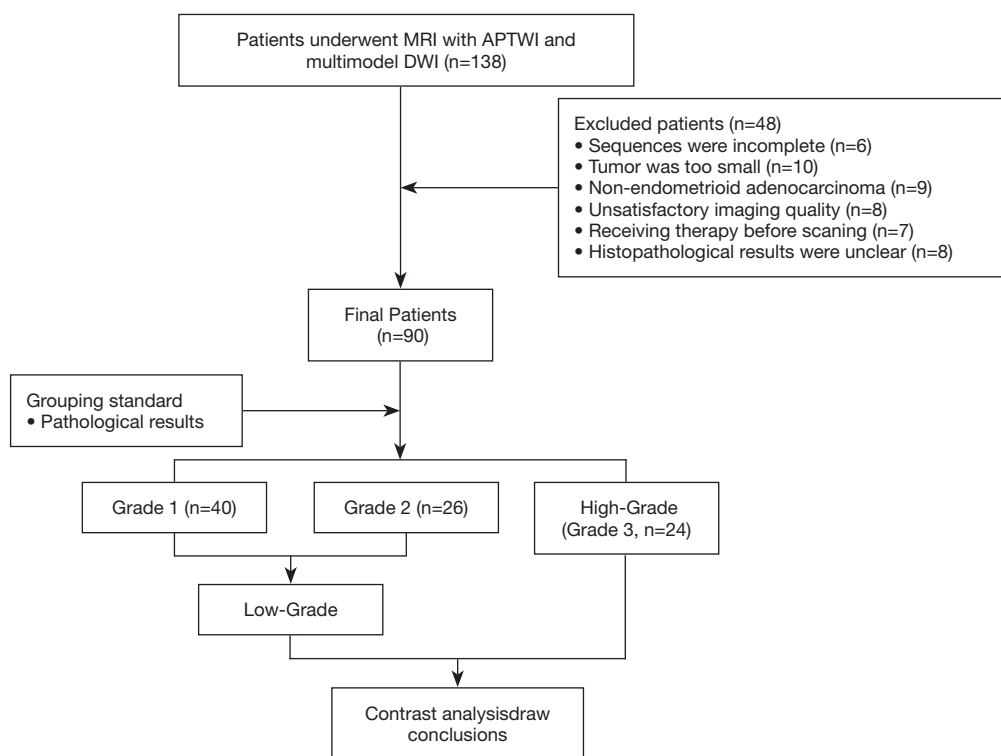 Patients underwent MRI with APTWI and
multimodel DWI (n=138)
Excluded patients (n=48)
• Sequences were incomplete (n=6)
• Tumor was too small (n=10)
• Non-endometrioid adenocarcinoma (n=9)
• Unsatisfactory imaging quality (n=8)
• Receiving therapy before scaning (n=7)
• Histopathological results were unclear (n=8)
Final Patients
(n=90)
Grouping standard
• Pathological results
Grade 1 (n=40)
Grade 2 (n=26)
High-Grade
(Grade 3, n=24)
Low-Grade
Contrast analysisdraw
conclusions